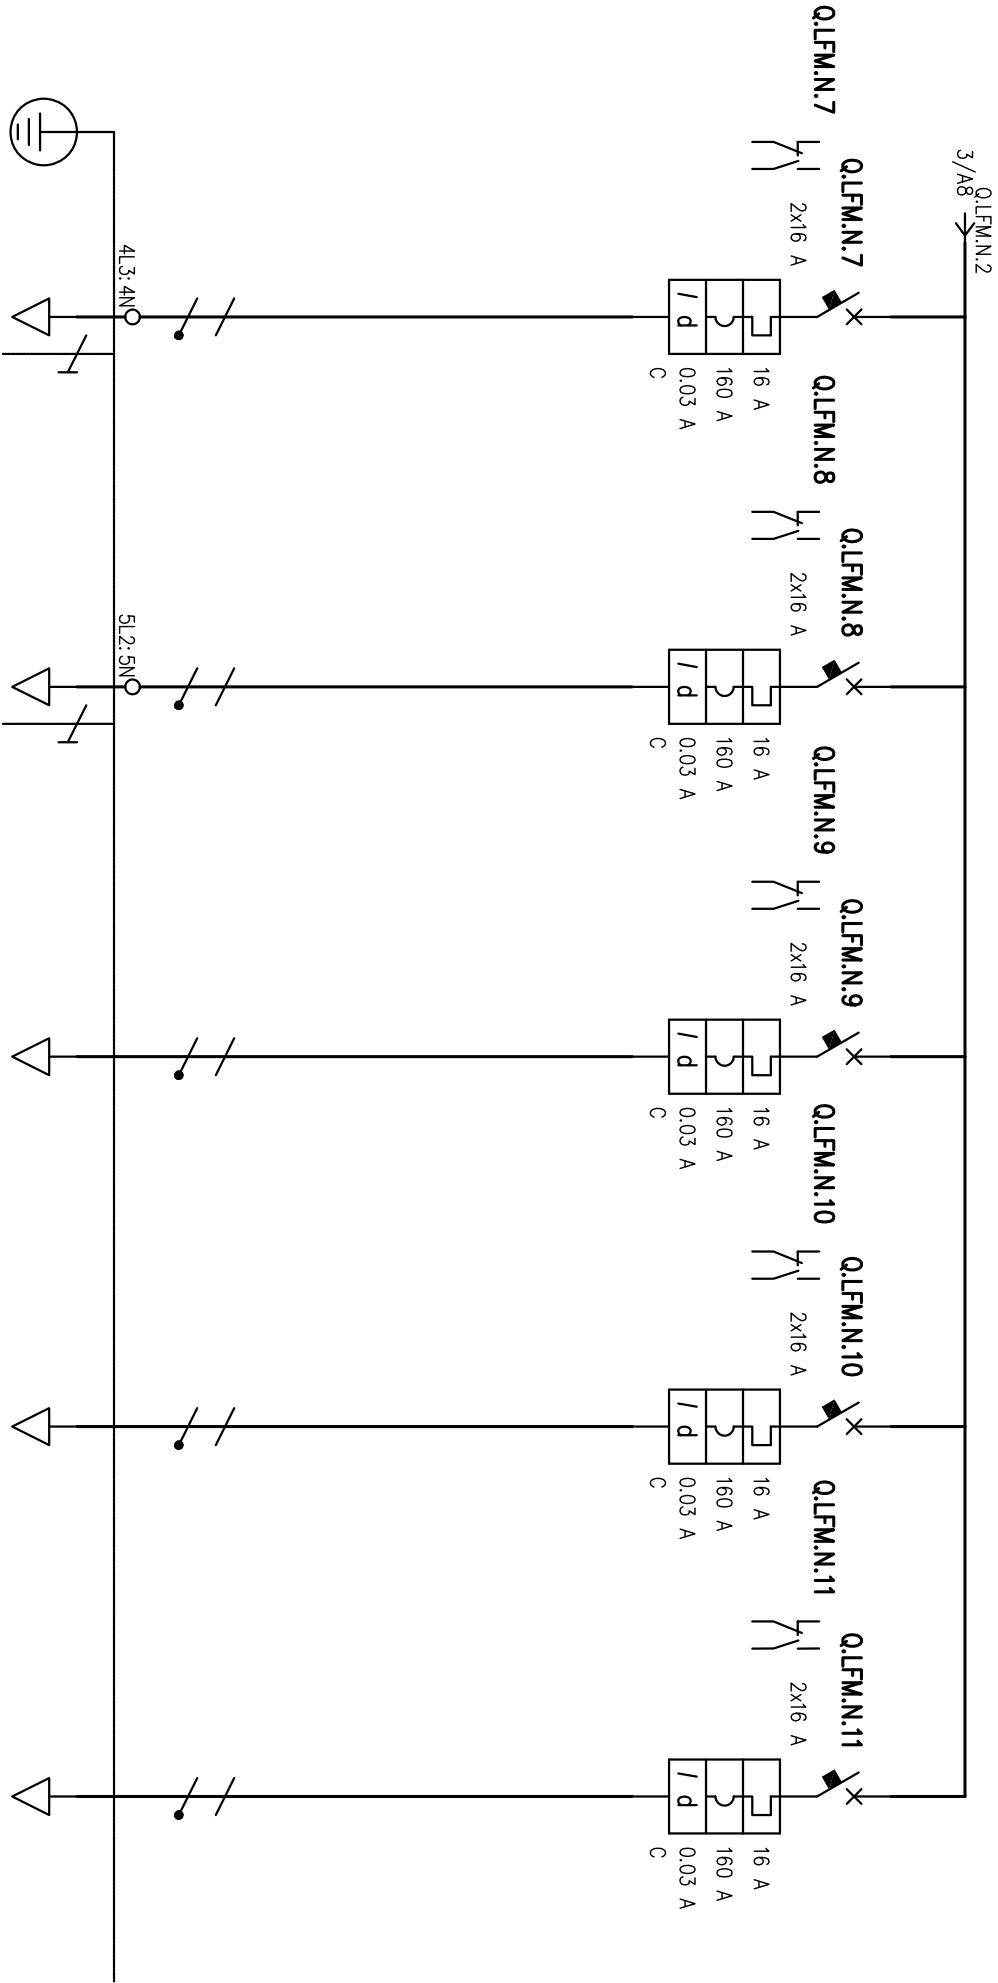 Q.LFM.N.2
3/A8
Q.LFM.N.7
Q.LFM.N.7
2x16 A
16 A
160 A
I d
0.03 A
C
4L3: 4N
Q.LFM.N.8
Q.LFM.N.8
2x16 A
16 A
160 A
I d
0.03 A
C
5L2: 5N
Q.LFM.N.9
Q.LFM.N.9
2x16 A
16 A
160 A
I d
0.03 A
C
Q.LFM.N.10
Q.LFM.N.10
2x16 A
16 A
160 A
I d
0.03 A
C
Q.LFM.N.11
Q.LFM.N.11
2x16 A
16 A
160 A
I d
0.03 A
C